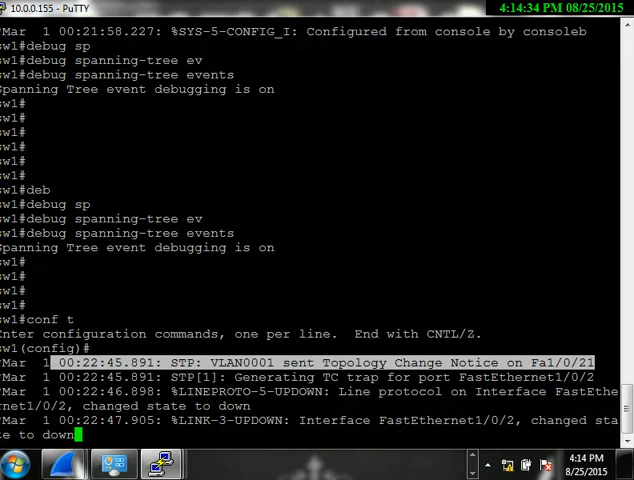 10.0.0.155 - PuTTY
4:14:34 PM 08/25/2015
*Mar  1 00:21:58.227: %SYS-5-CONFIG_I: Configured from console by consoleb
sw1#debug sp
sw1#debug spanning-tree ev
sw1#debug spanning-tree events
Spanning Tree event debugging is on
sw1#
sw1#
sw1#
sw1#
sw1#
sw1#deb
sw1#debug sp
sw1#debug spanning-tree ev
sw1#debug spanning-tree events
Spanning Tree event debugging is on
sw1#
sw1#
sw1#
sw1#conf t
Enter configuration commands, one per line.  End with CNTL/Z.
sw1(config)#
*Mar  1 00:22:45.891: STP: VLAN0001 sent Topology Change Notice on Fa1/0/21
*Mar  1 00:22:45.891: STP[1]: Generating TC trap for port FastEthernet1/0/2
*Mar  1 00:22:46.898: %LINEPROTO-5-UPDOWN: Line protocol on Interface FastEthe
rnet1/0/2, changed state to down
*Mar  1 00:22:47.905: %LINK-3-UPDOWN: Interface FastEthernet1/0/2, changed sta
te to down
4:14 PM
8/25/2015